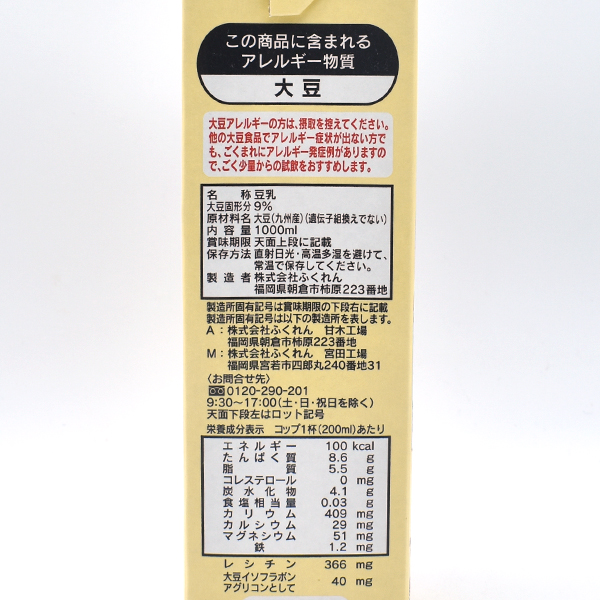 この商品に含まれる
アレルギー物質
大豆
大豆アレルギーの方は、摂取を控えてください。
他の大豆食品でアレルギー症状が出ない方で
も、ごくまれにアレルギー発症例がありますの
で、ごく少量からの試飲をおすすめします。
名称 豆乳
大豆固形分 9%
原材料名 大豆(九州産)(遺伝子組換えでない)
内容量 1000ml
賞味期限 天面上段に記載
保存方法 直射日光・高温多湿を避けて、
常温で保存してください。
製造者 株式会社ふくれん
福岡県朝倉市柿原223番地
製造所固有記号は賞味期限の下段右に記載
製造所固有記号は以下の製造所を表します。
A:株式会社ふくれん 甘木工場
福岡県朝倉市柿原223番地
M:株式会社ふくれん 宮田工場
福岡県宮若市四郎丸240番地31
〈お問合せ先〉
0120-290-201
9:30~17:00(土・日・祝日を除く)
天面下段左はロット記号
栄養成分表示 コップ1杯(200ml)あたり
エネルギー 100 kcal
たんぱく質 8.6 g
脂質 5.5 g
コレステロール 0 mg
炭水化物 4.1 g
食塩相当量 0.03 g
カリウム 409 mg
カルシウム 29 mg
マグネシウム 51 mg
鉄 1.2 mg
レシチン 366 mg
大豆イソフラボン 40 mg
アグリコンとして